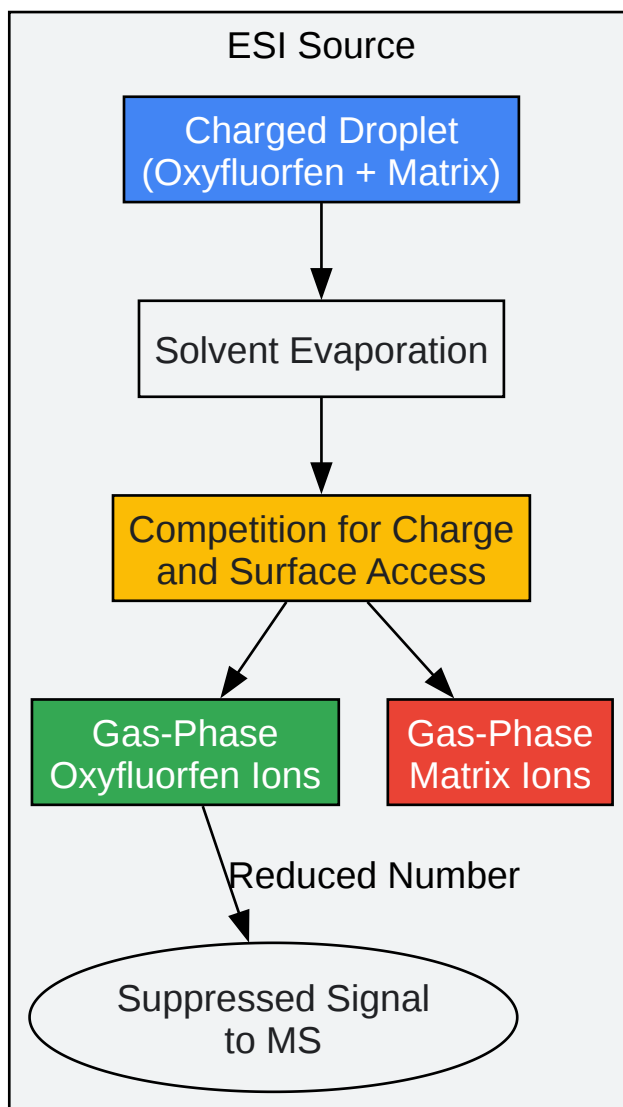 ESI Source
Charged Droplet
(Oxyfluorfen + Matrix)
Solvent Evaporation
Competition for Charge
and Surface Access
Gas-Phase
Oxyfluorfen Ions
Gas-Phase
Matrix Ions
Reduced Number
Suppressed Signal
to MS